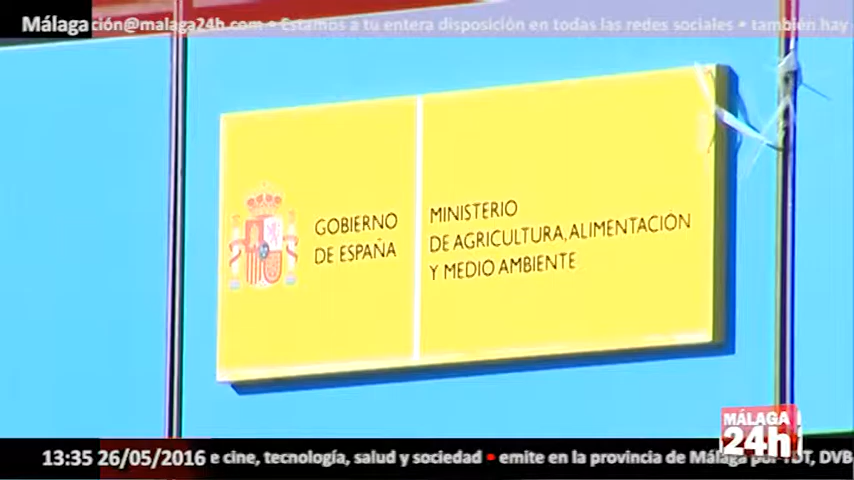 Málaga
ción@malaga24h.com • Estamos a tu entera disposición en todas las redes sociales • también hay
GOBIERNO
DE ESPAÑA
MINISTERIO
DE AGRICULTURA, ALIMENTACIÓN
Y MEDIO AMBIENTE
MÁLAGA
24h
13:35 26/05/2016 e cine, tecnología, salud y sociedad • emite en la provincia de Málaga por TDT, DVB